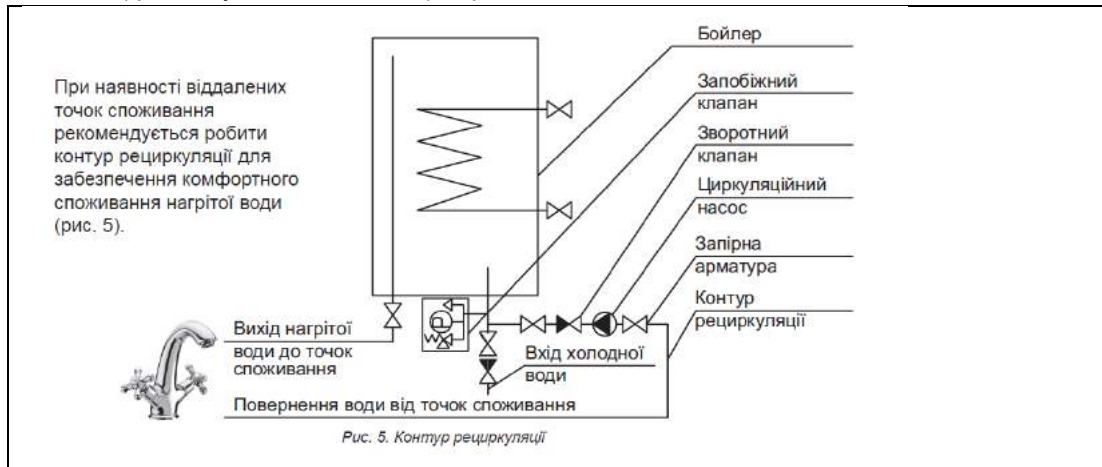 При наявності віддалених
точок споживання
рекомендується робити
контур рециркуляції для
забезпечення комфортного
споживання нагрітої води
(рис. 5).
Бойлер
Запобіжний
клапан
Зворотний
клапан
Циркуляційний
насос
Запірна
арматура
Контур
рециркуляції
P
Вихід нагрітої
води до точок
споживання
Вхід холодної
води
Повернення води від точок споживання
Рис. 5. Контур рециркуляції